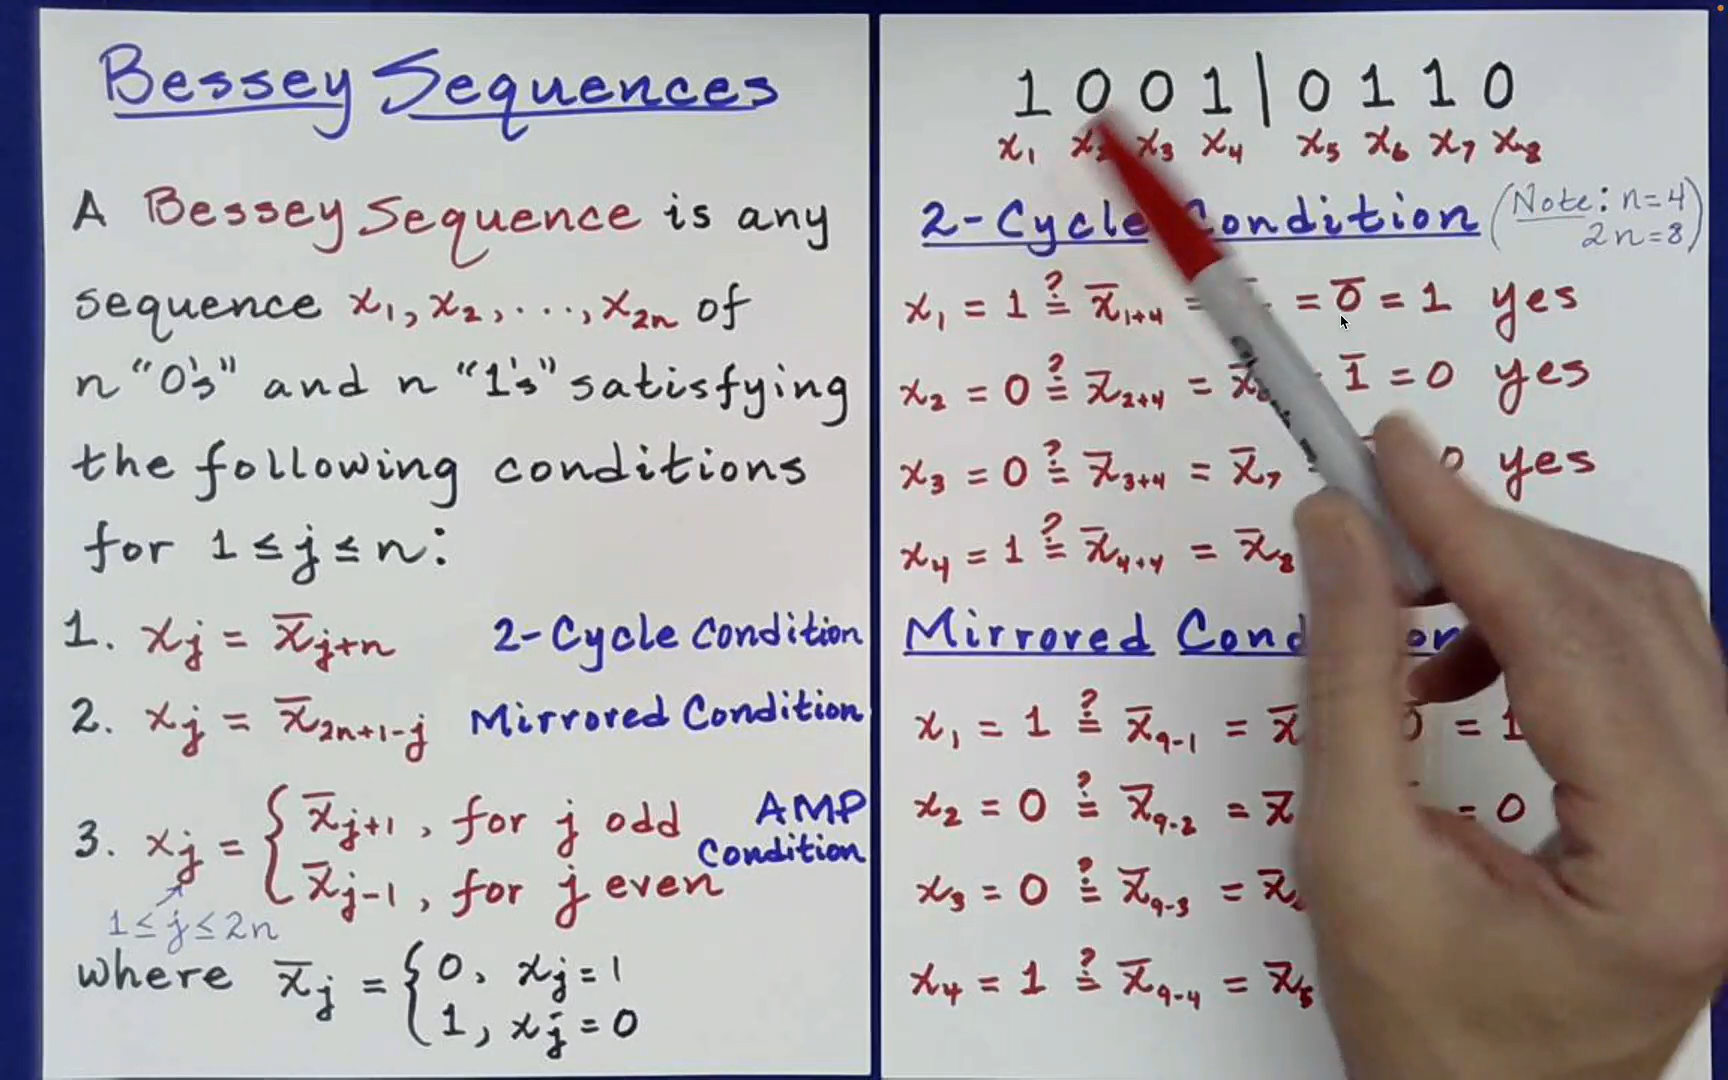 Bessey Sequences
A Bessey Sequence is any
sequence x₁, x₂, ..., x₂ₙ of
n "0's" and n "1's" satisfying
the following conditions
for 1 ≤ j ≤ n:
1. xⱼ = x̅ⱼ₊ₙ 2-Cycle Condition
2. xⱼ = x̅₂ₙ₊₁₋ⱼ Mirrored Condition
3. xⱼ = { x̅ⱼ₊₁, for j odd AMP
x̅ⱼ₋₁, for j even Condition
1 ≤ j ≤ 2n
where x̅ⱼ = { 0, xⱼ = 1
1, xⱼ = 0
1 0 0 1 | 0 1 1 0
x₁ x₂ x₃ x₄ x₅ x₆ x₇ x₈
2-Cycle Condition (Note: n=4
2n=8)
x₁ = 1 ≟ x̅₁₊₄ = = 0̅ = 1 yes
x₂ = 0 ≟ x̅₂₊₄ = x̅ 1̅ = 0 yes
x₃ = 0 ≟ x̅₃₊₄ = x̅₇ 0 yes
x₄ = 1 ≟ x̅₄₊₄ = x̅₈
Mirrored
x₁ = 1 ≟ x̅₉₋₁ = x̅ 0̅ = 1
x₂ = 0 ≟ x̅₉₋₂ = x̅ = 0
x₃ = 0 ≟ x̅₉₋₃ = x̅
x₄ = 1 ≟ x̅₉₋₄ = x̅₅